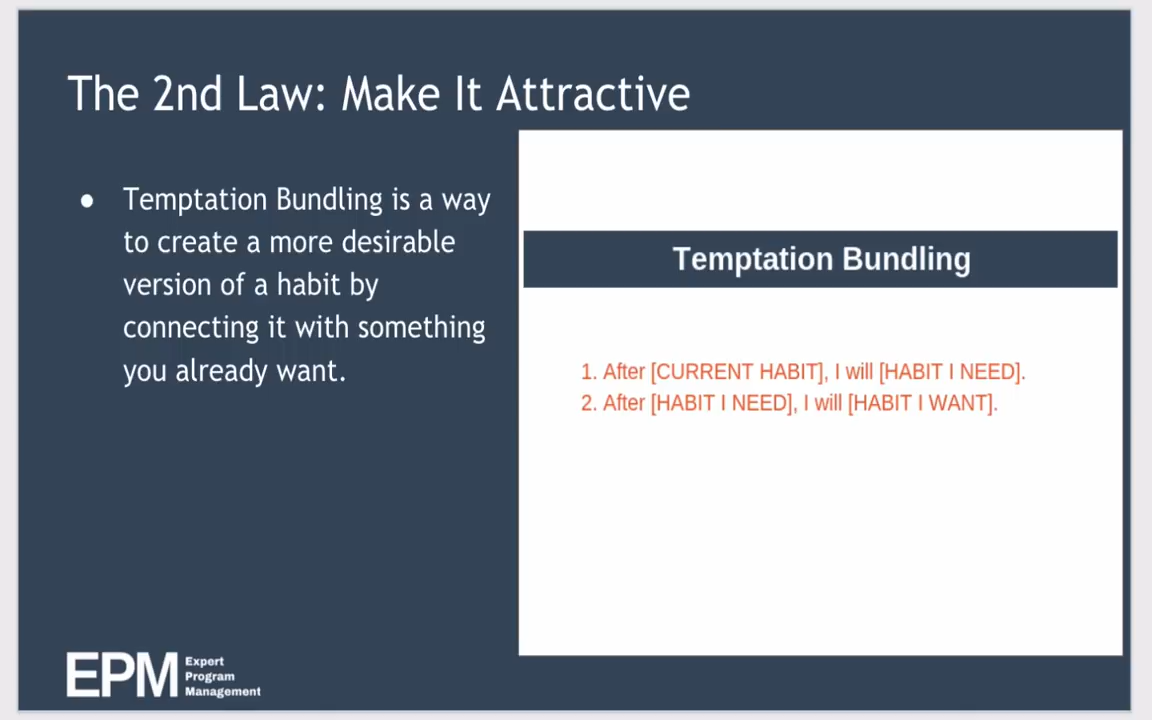 The 2nd Law: Make It Attractive
● Temptation Bundling is a way
to create a more desirable
version of a habit by
connecting it with something
you already want.
Temptation Bundling
1. After [CURRENT HABIT], I will [HABIT I NEED].
2. After [HABIT I NEED], I will [HABIT I WANT].
EPM
Expert
Program
Management